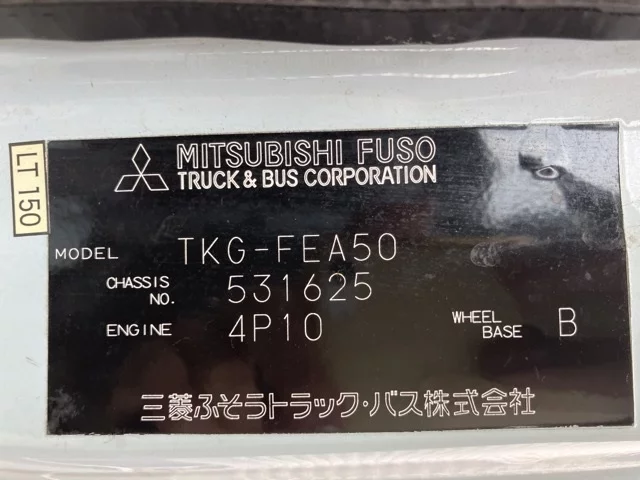 MITSUBISHI FUSO
TRUCK & BUS CORPORATION
LT 150
MODEL TKG-FEA50
CHASSIS NO. 531625
ENGINE 4P10 WHEEL BASE B
三菱ふそうトラック・バス株式会社